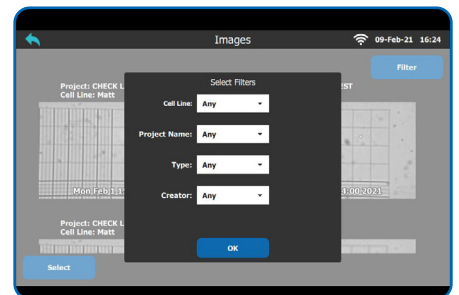 Images
09-Feb-21 16:24
Filter
Project: CHECK L
Cell Line: Matt
EST
Mon Feb 1 1
4:00 2021
Select Filters
Cell Line: Any
Project Name: Any
Type: Any
Creator: Any
OK
Project: CHECK L
Cell Line: Matt
Select